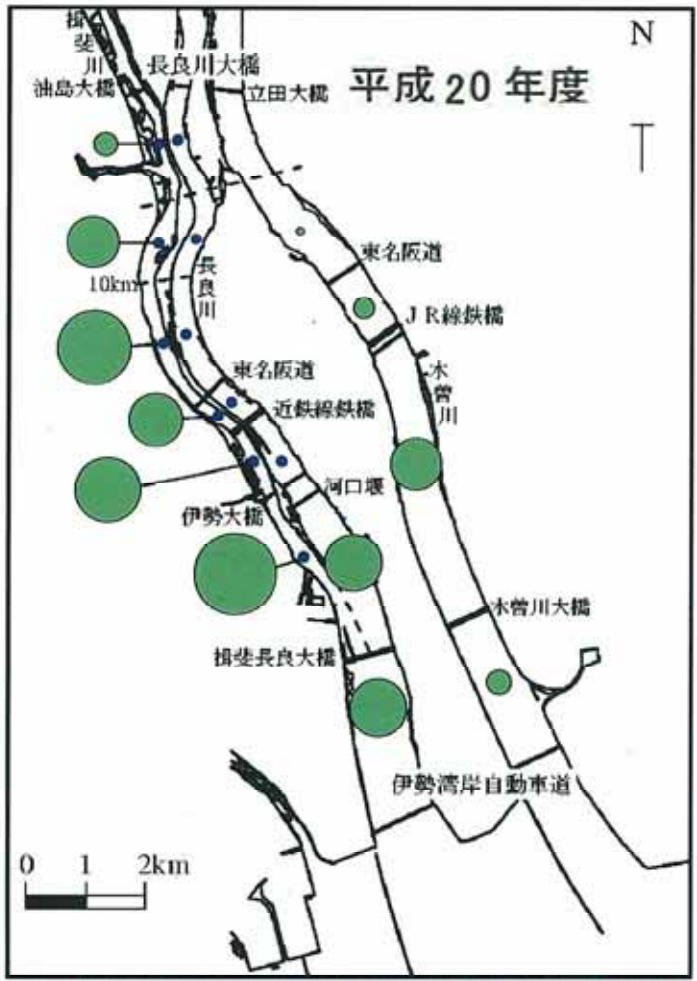 N
平成20年度
揖斐川
長良川大橋
油島大橋
立田大橋
東名阪道
10km
長良川
JR線鉄橋
東名阪道
木曽川
近鉄線鉄橋
河口堰
伊勢大橋
木曽川大橋
揖斐長良大橋
伊勢湾岸自動車道
0 1 2km